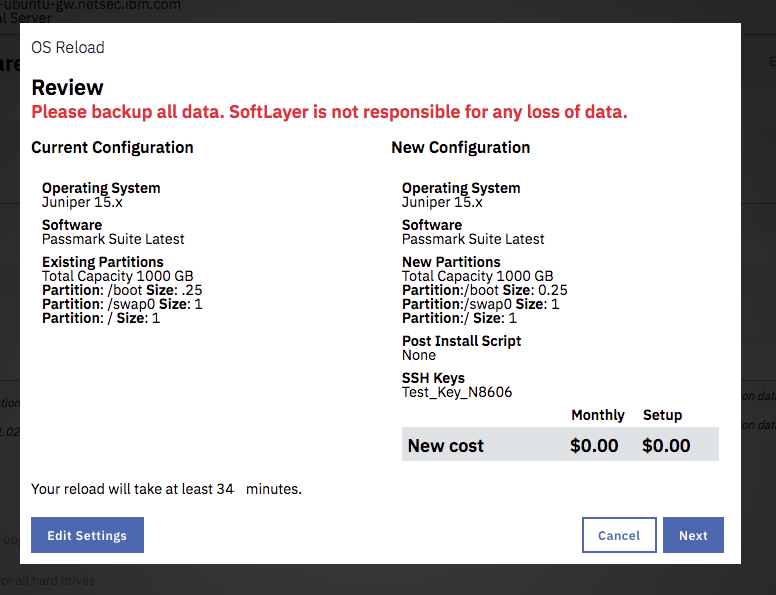 -ubuntu-gw.netsec.ibm.com
al Server
OS Reload
Review
Please backup all data. SoftLayer is not responsible for any loss of data.
Current Configuration
Operating System
Juniper 15.x
Software
Passmark Suite Latest
Existing Partitions
Total Capacity 1000 GB
Partition: /boot Size: .25
Partition: /swap0 Size: 1
Partition: / Size: 1
New Configuration
Operating System
Juniper 15.x
Software
Passmark Suite Latest
New Partitions
Total Capacity 1000 GB
Partition:/boot Size: 0.25
Partition:/swap0 Size: 1
Partition:/ Size: 1
Post Install Script
None
SSH Keys
Test_Key_N8606
Monthly Setup
New cost $0.00 $0.00
Your reload will take at least 34 minutes.
Edit Settings
Cancel
Next
or all hard drives